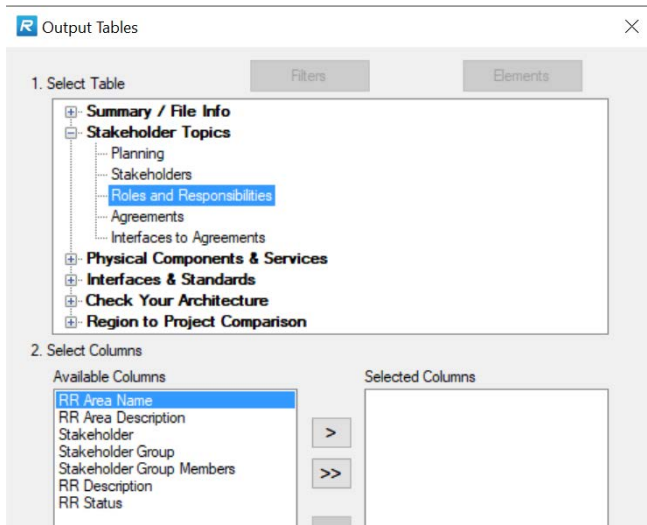 R Output Tables
1. Select Table
Filters
Elements
Summary / File Info
Stakeholder Topics
Planning
Stakeholders
Roles and Responsibilities
Agreements
Interfaces to Agreements
Physical Components & Services
Interfaces & Standards
Check Your Architecture
Region to Project Comparison
2. Select Columns
Available Columns
Selected Columns
RR Area Name
RR Area Description
Stakeholder
Stakeholder Group
Stakeholder Group Members
RR Description
RR Status
>
>>